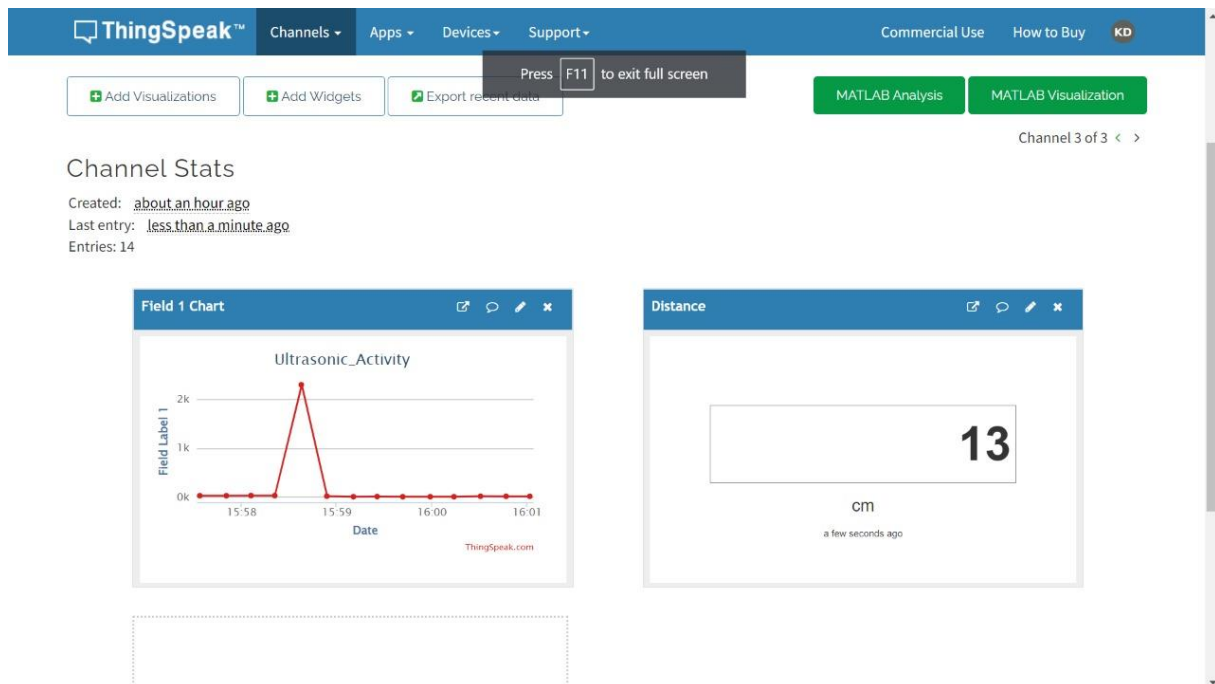 ThingSpeak™ Channels Apps Devices Support Commercial Use How to Buy KD
Press F11 to exit full screen
Add Visualizations Add Widgets Export recent data MATLAB Analysis MATLAB Visualization
Channel 3 of 3 < >
Channel Stats
Created: about an hour ago
Last entry: less than a minute ago
Entries: 14
Field 1 Chart
Ultrasonic_Activity
Field Label 1
2k
1k
0k
15:58 15:59 16:00 16:01
Date
ThingSpeak.com
Distance
13
cm
a few seconds ago